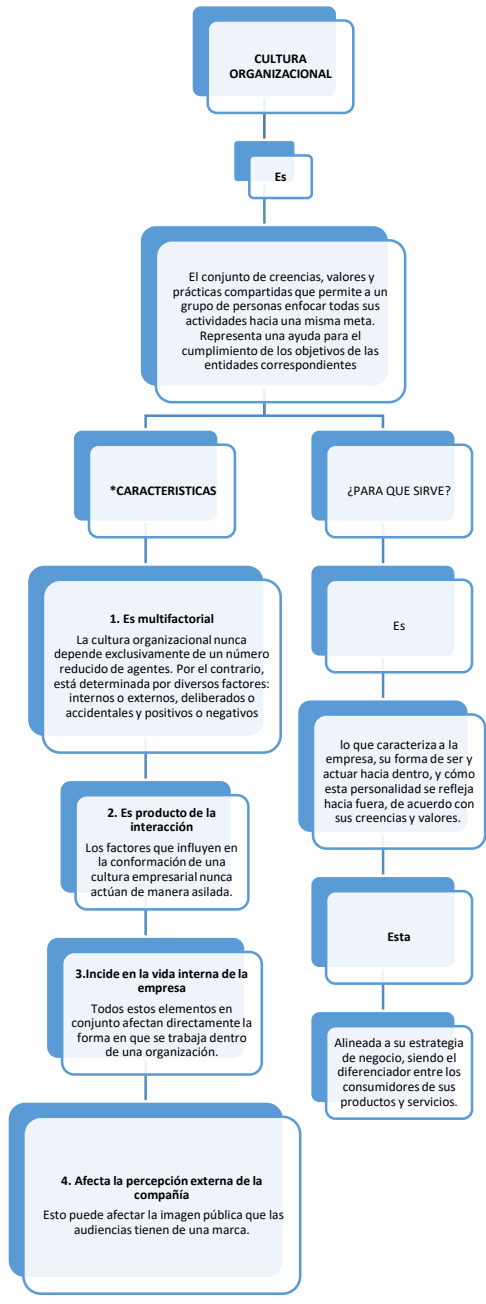 CULTURA
ORGANIZACIONAL
Es
El conjunto de creencias, valores y
prácticas compartidas que permite a un
grupo de personas enfocar todas sus
actividades hacia una misma meta.
Representa una ayuda para el
cumplimiento de los objetivos de las
entidades correspondientes
*CARACTERISTICAS
1. Es multifactorial
La cultura organizacional nunca
depende exclusivamente de un número
reducido de agentes. Por el contrario,
está determinada por diversos factores:
internos o externos, deliberados o
accidentales y positivos o negativos
2. Es producto de la
interacción
Los factores que influyen en
la conformación de una
cultura empresarial nunca
actúan de manera asilada.
3.Incide en la vida interna de la
empresa
Todos estos elementos en
conjunto afectan directamente la
forma en que se trabaja dentro
de una organización.
4. Afecta la percepción externa de la
compañía
Esto puede afectar la imagen pública que las
audiencias tienen de una marca.
¿PARA QUE SIRVE?
Es
lo que caracteriza a la
empresa, su forma de ser y
actuar hacia dentro, y cómo
esta personalidad se refleja
hacia fuera, de acuerdo con
sus creencias y valores.
Esta
Alineada a su estrategia
de negocio, siendo el
diferenciador entre los
consumidores de sus
productos y servicios.